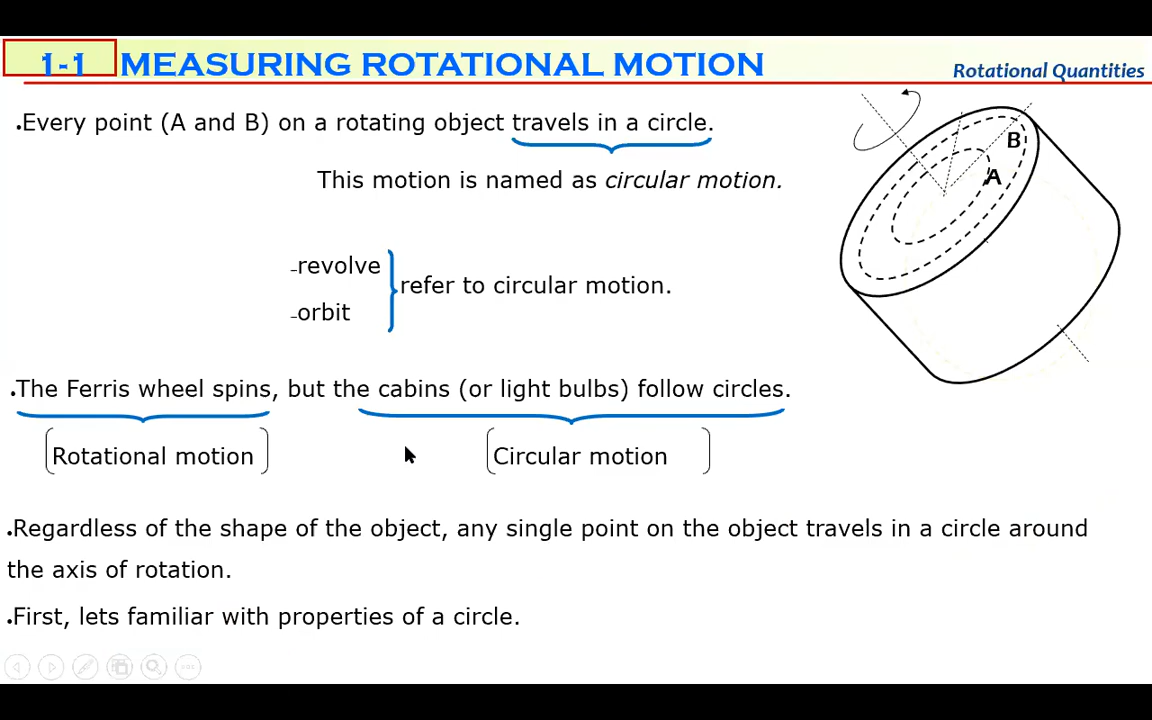 1-1 MEASURING ROTATIONAL MOTION
Rotational Quantities
•Every point (A and B) on a rotating object travels in a circle.
This motion is named as circular motion.
B
A
–revolve
–orbit
refer to circular motion.
•The Ferris wheel spins, but the cabins (or light bulbs) follow circles.
Rotational motion
Circular motion
•Regardless of the shape of the object, any single point on the object travels in a circle around
the axis of rotation.
•First, lets familiar with properties of a circle.